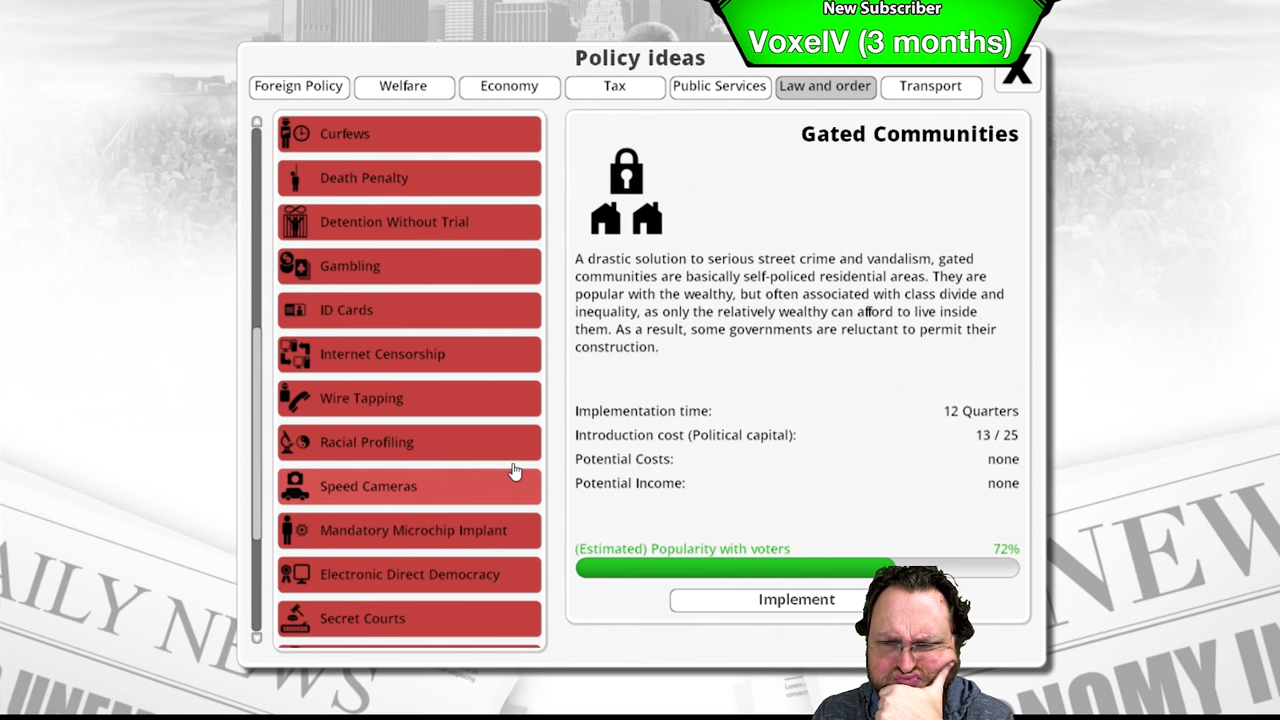 New Subscriber
VoxelV (3 months)
Policy ideas
X
Foreign Policy
Welfare
Economy
Tax
Public Services
Law and order
Transport
Curfews
Death Penalty
Detention Without Trial
Gambling
ID Cards
Internet Censorship
Wire Tapping
Racial Profiling
Speed Cameras
Mandatory Microchip Implant
Electronic Direct Democracy
Secret Courts
Gated Communities
A drastic solution to serious street crime and vandalism, gated
communities are basically self-policed residential areas. They are
popular with the wealthy, but often associated with class divide and
inequality, as only the relatively wealthy can afford to live inside
them. As a result, some governments are reluctant to permit their
construction.
Implementation time: 12 Quarters
Introduction cost (Political capital): 13 / 25
Potential Costs: none
Potential Income: none
(Estimated) Popularity with voters 72%
Implement
AILY NEWS
NEW